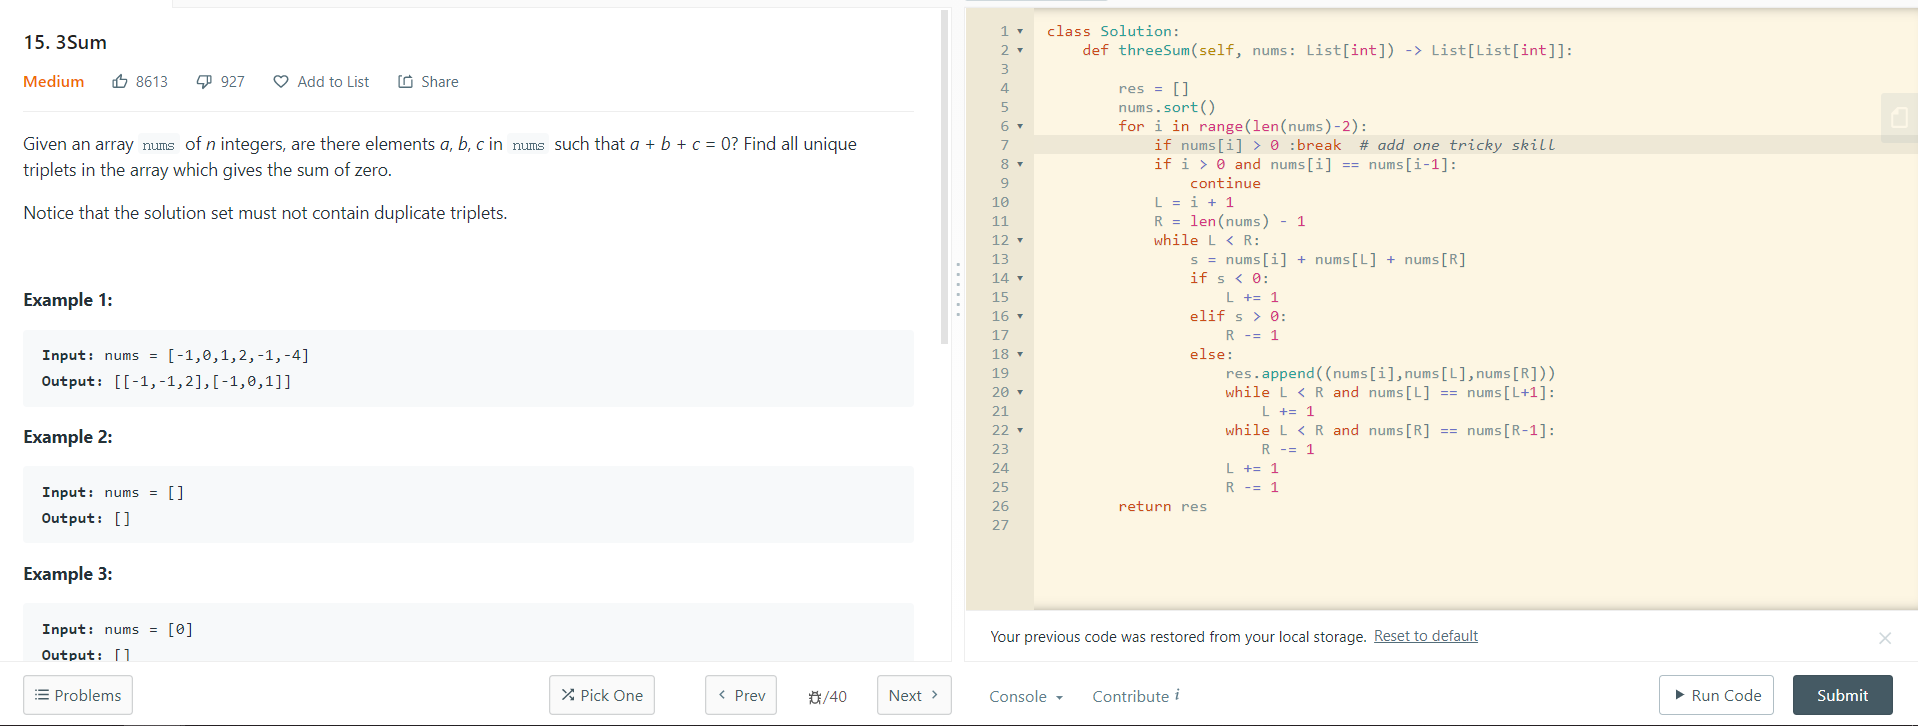 15. 3Sum
Medium 8613 927 Add to List Share
Given an array nums of n integers, are there elements a, b, c in nums such that a + b + c = 0? Find all unique
triplets in the array which gives the sum of zero.
Notice that the solution set must not contain duplicate triplets.
Example 1:
Input: nums = [-1,0,1,2,-1,-4]
Output: [[-1,-1,2],[-1,0,1]]
Example 2:
Input: nums = []
Output: []
Example 3:
Input: nums = [0]
Output: []
Problems Pick One Prev /40 Next
1 class Solution:
2 def threeSum(self, nums: List[int]) -> List[List[int]]:
3
4 res = []
5 nums.sort()
6 for i in range(len(nums)-2):
7 if nums[i] > 0 :break # add one tricky skill
8 if i > 0 and nums[i] == nums[i-1]:
9 continue
10 L = i + 1
11 R = len(nums) - 1
12 while L < R:
13 s = nums[i] + nums[L] + nums[R]
14 if s < 0:
15 L += 1
16 elif s > 0:
17 R -= 1
18 else:
19 res.append((nums[i],nums[L],nums[R]))
20 while L < R and nums[L] == nums[L+1]:
21 L += 1
22 while L < R and nums[R] == nums[R-1]:
23 R -= 1
24 L += 1
25 R -= 1
26 return res
27
Your previous code was restored from your local storage. Reset to default
Console Contribute i Run Code Submit